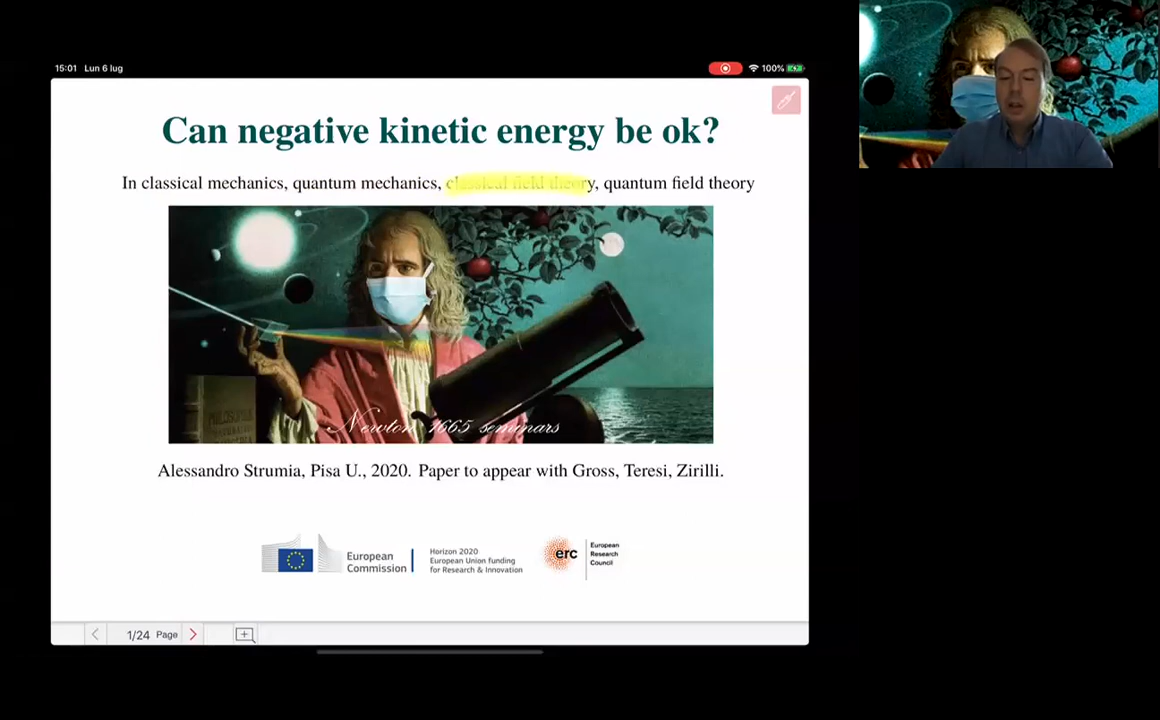 15:01 Lun 6 lug
100%
Can negative kinetic energy be ok?
In classical mechanics, quantum mechanics, classical field theory, quantum field theory
Newton 1665 seminars
Alessandro Strumia, Pisa U., 2020. Paper to appear with Gross, Teresi, Zirilli.
European
Commission
Horizon 2020
European Union funding
for Research & Innovation
erc
European
Research
Council
1/24 Page